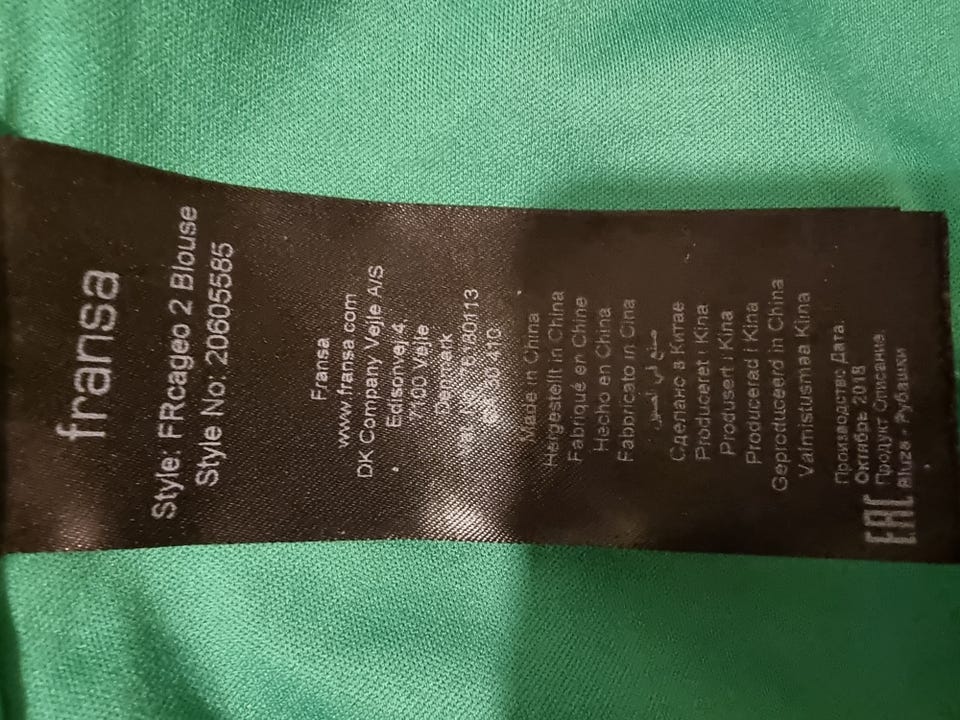 fransa
Style: FRcageo 2 Blouse
Style No: 20605585
Fransa
www.fransa.com
DK Company Vejle A/S
Edisonvej 4,
7100 Vejle
Denmark
Made in China
Hergestellt in China
Fabriqué en Chine
Hecho en China
Fabbricato in Cina
صنع في الصين
Сделано в Китае
Produceret i Kina
Produsert i Kina
Producerad i Kina
Geproduceerd in China
Valmistusmaa Kiina
Производство Дата:
Октябрь 2018
Продукт Описание
Bluze - Рубашки
EAC